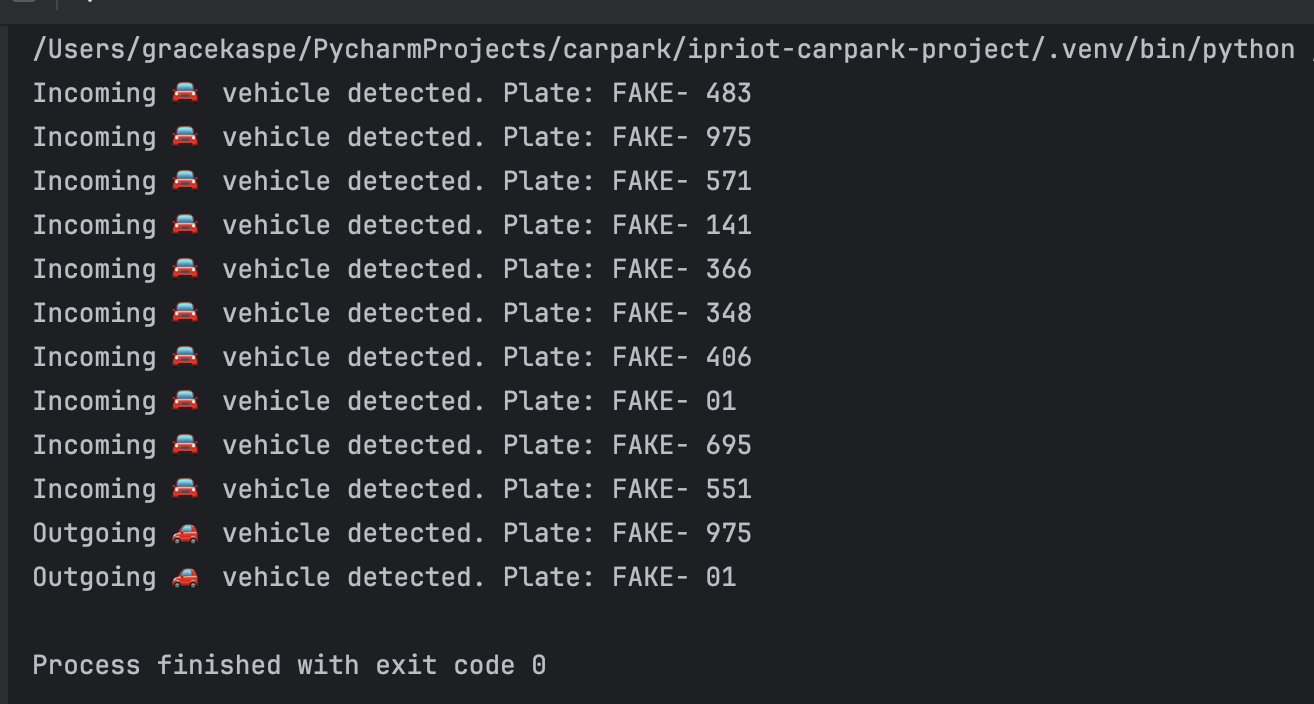 /Users/gracekaspe/PycharmProjects/carpark/ipriot-carpark-project/.venv/bin/python
Incoming 🚘 vehicle detected. Plate: FAKE- 483
Incoming 🚘 vehicle detected. Plate: FAKE- 975
Incoming 🚘 vehicle detected. Plate: FAKE- 571
Incoming 🚘 vehicle detected. Plate: FAKE- 141
Incoming 🚘 vehicle detected. Plate: FAKE- 366
Incoming 🚘 vehicle detected. Plate: FAKE- 348
Incoming 🚘 vehicle detected. Plate: FAKE- 406
Incoming 🚘 vehicle detected. Plate: FAKE- 01
Incoming 🚘 vehicle detected. Plate: FAKE- 695
Incoming 🚘 vehicle detected. Plate: FAKE- 551
Outgoing 🚗 vehicle detected. Plate: FAKE- 975
Outgoing 🚗 vehicle detected. Plate: FAKE- 01
Process finished with exit code 0